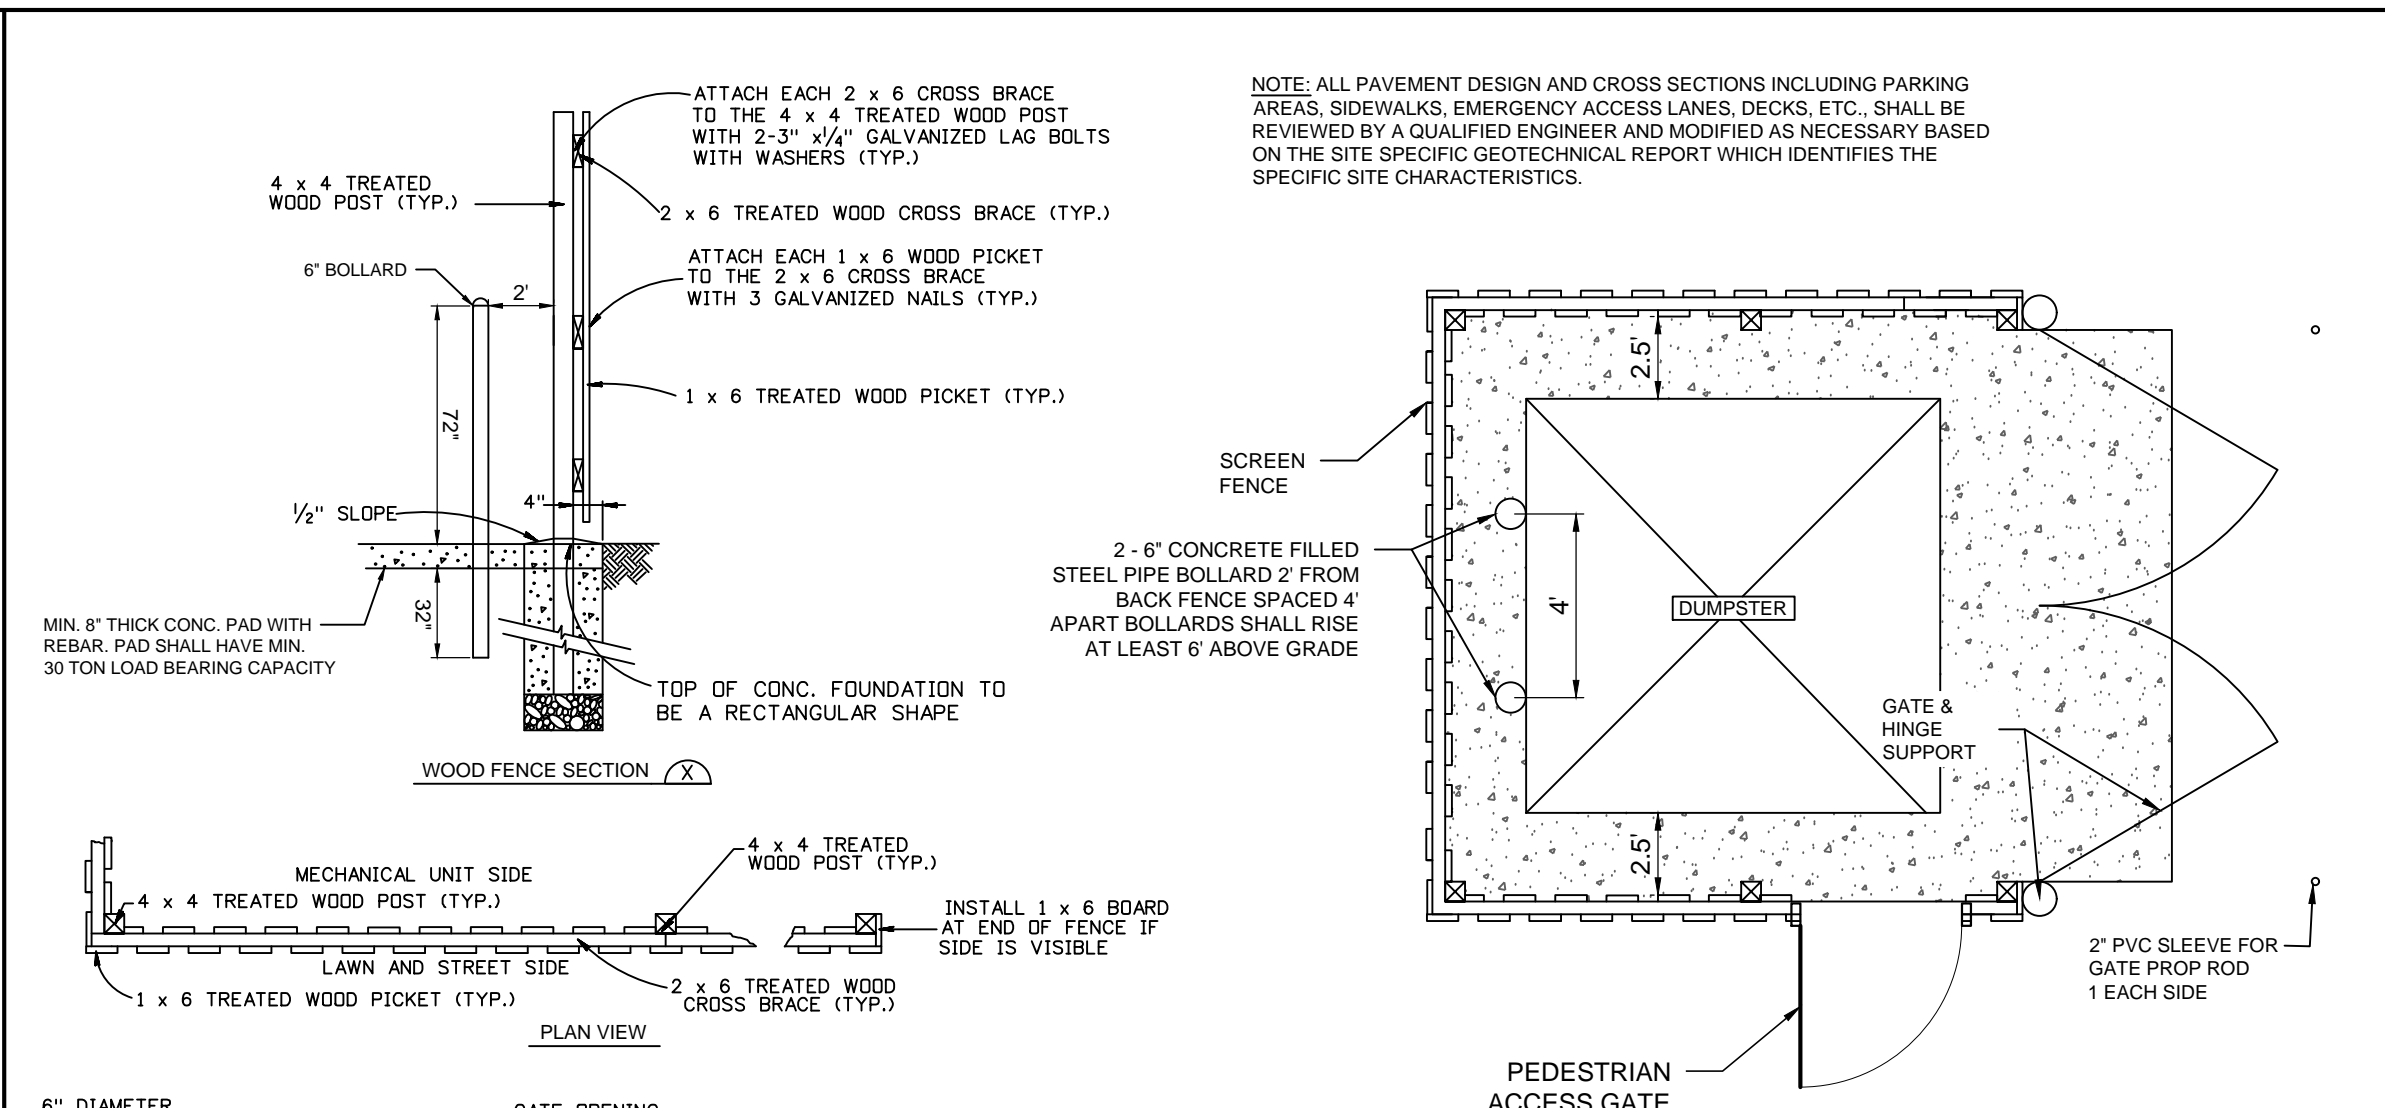 ATTACH EACH 2 x 6 CROSS BRACE
TO THE 4 x 4 TREATED WOOD POST
WITH 2-3" x1/4" GALVANIZED LAG BOLTS
WITH WASHERS (TYP.)
4 x 4 TREATED
WOOD POST (TYP.)
2 x 6 TREATED WOOD CROSS BRACE (TYP.)
6" BOLLARD
2'
ATTACH EACH 1 x 6 WOOD PICKET
TO THE 2 x 6 CROSS BRACE
WITH 3 GALVANIZED NAILS (TYP.)
1 x 6 TREATED WOOD PICKET (TYP.)
72"
4"
1/2" SLOPE
32"
MIN. 8" THICK CONC. PAD WITH
REBAR. PAD SHALL HAVE MIN.
30 TON LOAD BEARING CAPACITY
TOP OF CONC. FOUNDATION TO
BE A RECTANGULAR SHAPE
WOOD FENCE SECTION
X
4 x 4 TREATED
WOOD POST (TYP.)
MECHANICAL UNIT SIDE
4 x 4 TREATED WOOD POST (TYP.)
INSTALL 1 x 6 BOARD
AT END OF FENCE IF
SIDE IS VISIBLE
LAWN AND STREET SIDE
1 x 6 TREATED WOOD PICKET (TYP.)
2 x 6 TREATED WOOD
CROSS BRACE (TYP.)
PLAN VIEW
6" DIAMETER
GATE OPENING
NOTE: ALL PAVEMENT DESIGN AND CROSS SECTIONS INCLUDING PARKING
AREAS, SIDEWALKS, EMERGENCY ACCESS LANES, DECKS, ETC., SHALL BE
REVIEWED BY A QUALIFIED ENGINEER AND MODIFIED AS NECESSARY BASED
ON THE SITE SPECIFIC GEOTECHNICAL REPORT WHICH IDENTIFIES THE
SPECIFIC SITE CHARACTERISTICS.
2.5'
SCREEN
FENCE
2 - 6" CONCRETE FILLED
STEEL PIPE BOLLARD 2' FROM
BACK FENCE SPACED 4'
APART BOLLARDS SHALL RISE
AT LEAST 6' ABOVE GRADE
4'
DUMPSTER
GATE &
HINGE
SUPPORT
2.5'
2" PVC SLEEVE FOR
GATE PROP ROD
1 EACH SIDE
PEDESTRIAN
ACCESS GATE